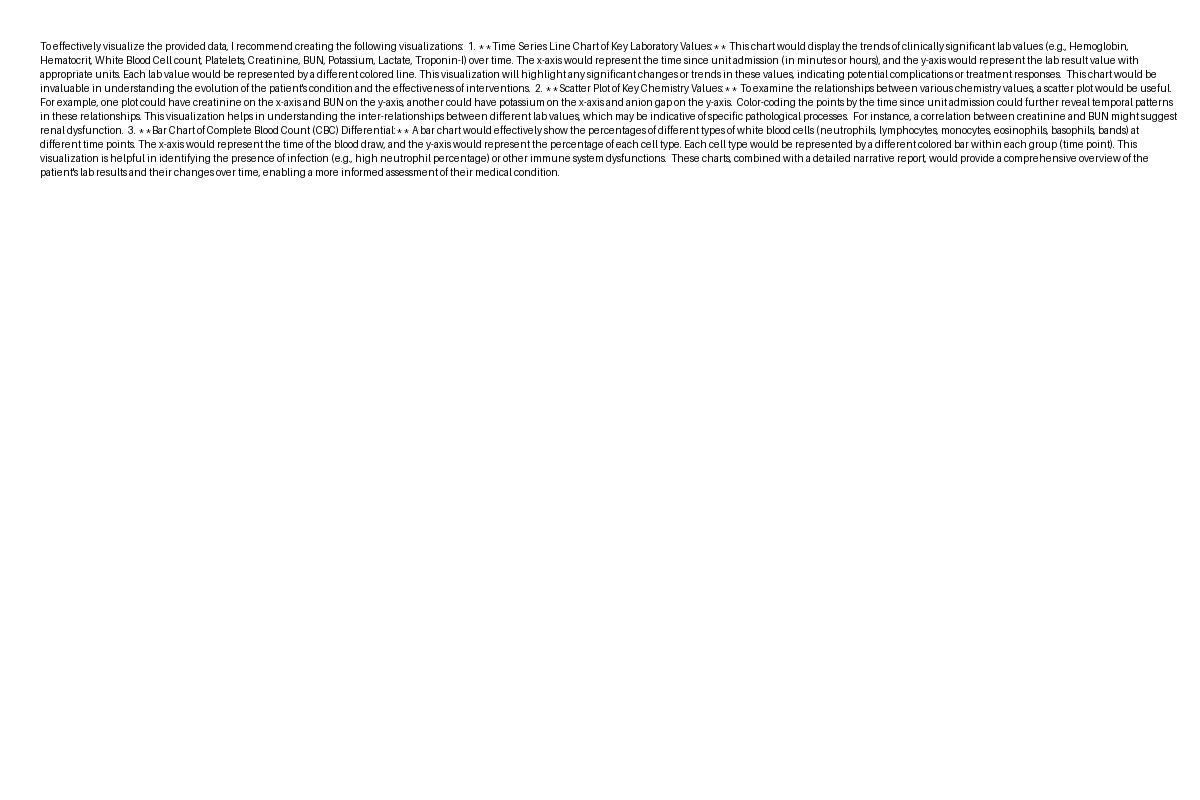 To effectively visualize the provided data, I recommend creating the following visualizations:  1. **Time Series Line Chart of Key Laboratory Values:** This chart would display the trends of clinically significant lab values (e.g., Hemoglobin,
Hematocrit, White Blood Cell count, Platelets, Creatinine, BUN, Potassium, Lactate, Troponin-I) over time. The x-axis would represent the time since unit admission (in minutes or hours), and the y-axis would represent the lab result value with
appropriate units. Each lab value would be represented by a different colored line. This visualization will highlight any significant changes or trends in these values, indicating potential complications or treatment responses.  This chart would be
invaluable in understanding the evolution of the patient's condition and the effectiveness of interventions.  2. **Scatter Plot of Key Chemistry Values:** To examine the relationships between various chemistry values, a scatter plot would be useful.
For example, one plot could have creatinine on the x-axis and BUN on the y-axis, another could have potassium on the x-axis and anion gap on the y-axis.  Color-coding the points by the time since unit admission could further reveal temporal patterns
in these relationships. This visualization helps in understanding the inter-relationships between different lab values, which may be indicative of specific pathological processes.  For instance, a correlation between creatinine and BUN might suggest
renal dysfunction.  3. **Bar Chart of Complete Blood Count (CBC) Differential:** A bar chart would effectively show the percentages of different types of white blood cells (neutrophils, lymphocytes, monocytes, eosinophils, basophils, bands) at
different time points. The x-axis would represent the time of the blood draw, and the y-axis would represent the percentage of each cell type. Each cell type would be represented by a different colored bar within each group (time point). This
visualization is helpful in identifying the presence of infection (e.g., high neutrophil percentage) or other immune system dysfunctions.  These charts, combined with a detailed narrative report, would provide a comprehensive overview of the
patient's lab results and their changes over time, enabling a more informed assessment of their medical condition.